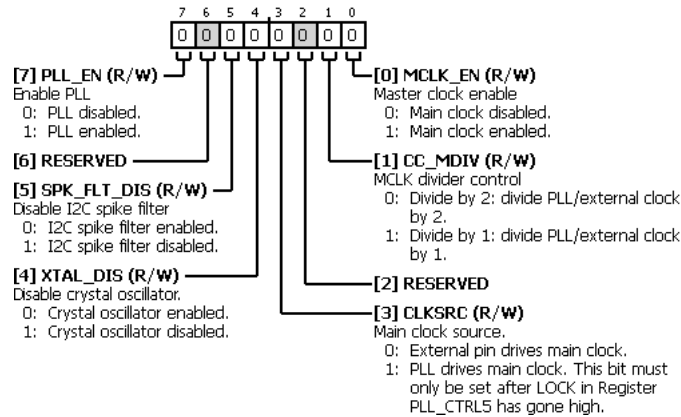 7 6 5 4 3 2 1 0
0 0 0 0 0 0 0 0
[7] PLL_EN (R/W)
Enable PLL
0: PLL disabled.
1: PLL enabled.
[6] RESERVED
[5] SPK_FLT_DIS (R/W)
Disable I2C spike filter
0: I2C spike filter enabled.
1: I2C spike filter disabled.
[4] XTAL_DIS (R/W)
Disable crystal oscillator.
0: Crystal oscillator enabled.
1: Crystal oscillator disabled.
[0] MCLK_EN (R/W)
Master clock enable
0: Main clock disabled.
1: Main clock enabled.
[1] CC_MDIV (R/W)
MCLK divider control
0: Divide by 2: divide PLL/external clock
by 2.
1: Divide by 1: divide PLL/external clock
by 1.
[2] RESERVED
[3] CLKSRC (R/W)
Main clock source.
0: External pin drives main clock.
1: PLL drives main clock. This bit must
only be set after LOCK in Register
PLL_CTRL5 has gone high.